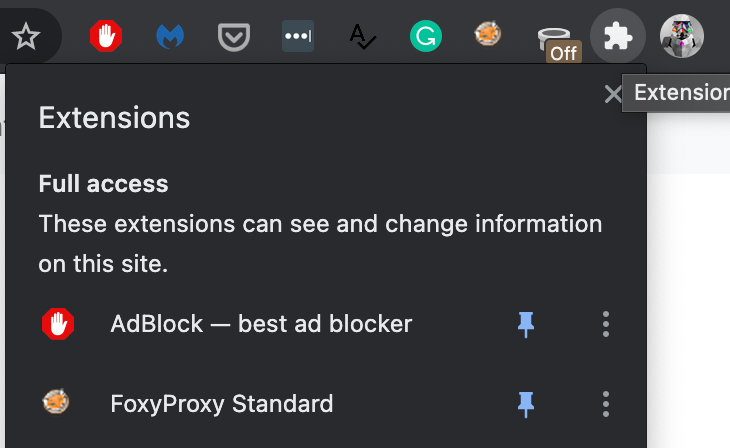 Off
Extension
Extensions
Full access
These extensions can see and change information
on this site.
AdBlock — best ad blocker
FoxyProxy Standard